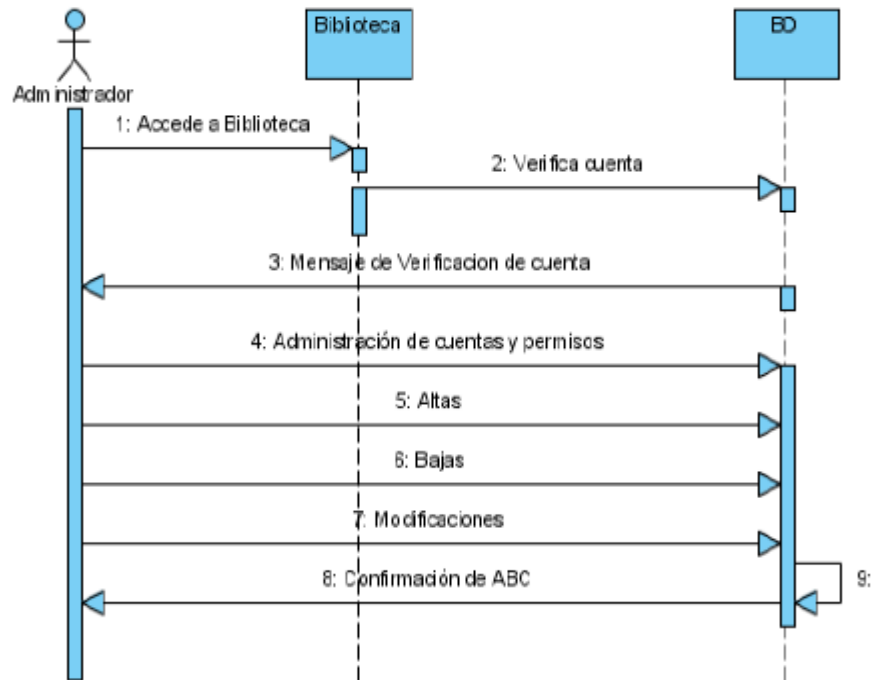 Biblioteca
BD
Administrador
1: Accede a Biblioteca
2: Verifica cuenta
3: Mensaje de Verificacion de cuenta
4: Administración de cuentas y permisos
5: Altas
6: Bajas
7: Modificaciones
8: Confirmación de ABC
9: